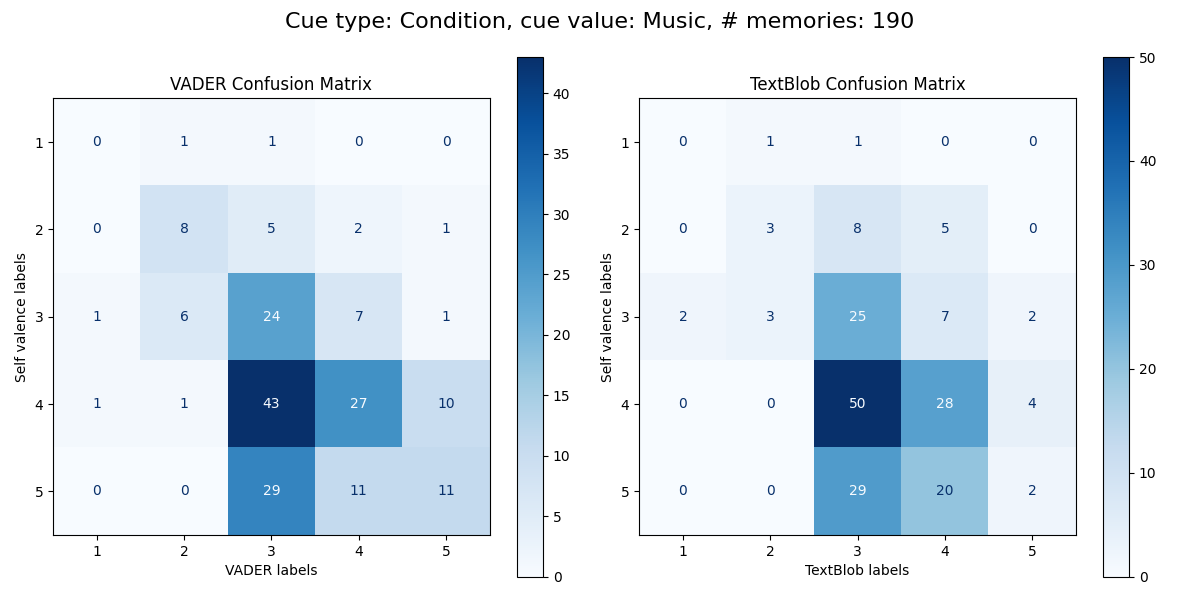 Cue type: Condition, cue value: Music, # memories: 190
VADER Confusion Matrix
Self valence labels
1 0 1 1 0 0
2 0 8 5 2 1
3 1 6 24 7 1
4 1 1 43 27 10
5 0 0 29 11 11
1 2 3 4 5
VADER labels
40
35
30
25
20
15
10
5
0
TextBlob Confusion Matrix
Self valence labels
1 0 1 1 0 0
2 0 3 8 5 0
3 2 3 25 7 2
4 0 0 50 28 4
5 0 0 29 20 2
1 2 3 4 5
TextBlob labels
50
40
30
20
10
0